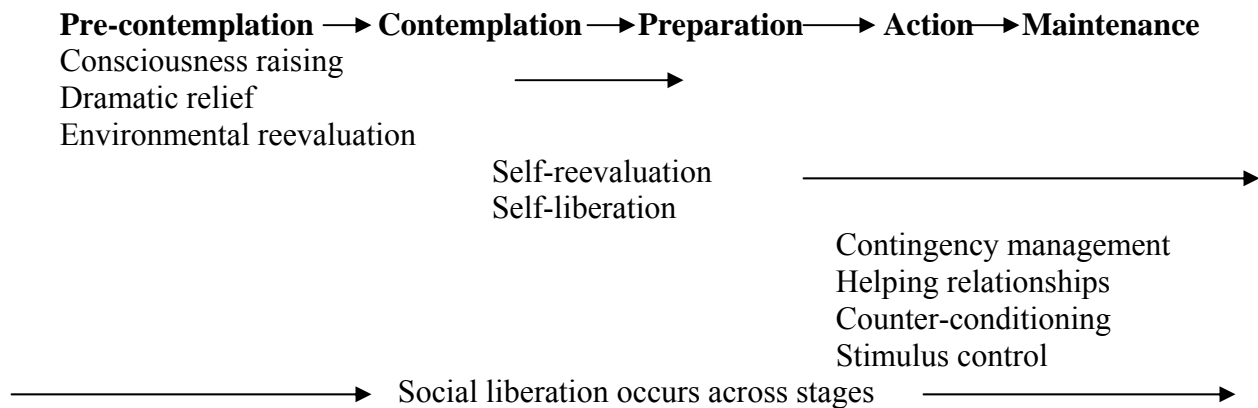 Pre-contemplation Contemplation Preparation Action Maintenance
Consciousness raising
Dramatic relief
Environmental reevaluation
Self-reevaluation
Self-liberation
Contingency management
Helping relationships
Counter-conditioning
Stimulus control
Social liberation occurs across stages